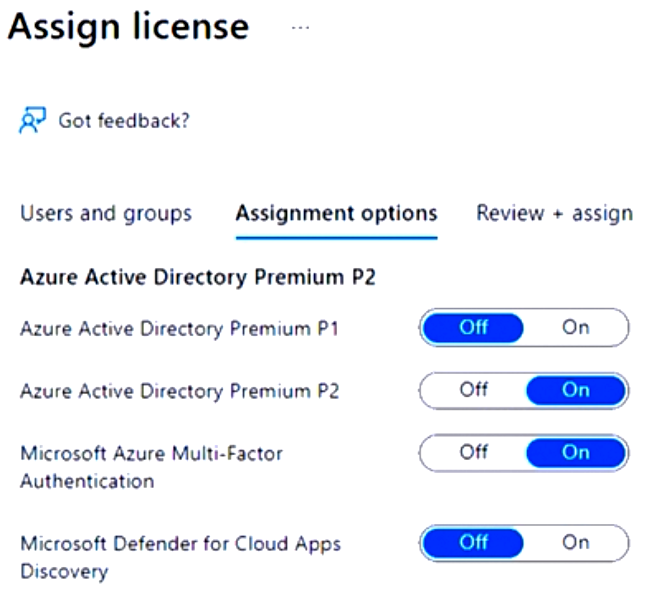 Assign license ...
Got feedback?
Users and groups Assignment options Review + assign
Azure Active Directory Premium P2
Azure Active Directory Premium P1 Off On
Azure Active Directory Premium P2 Off On
Microsoft Azure Multi-Factor Off On
Authentication
Microsoft Defender for Cloud Apps Off On
Discovery